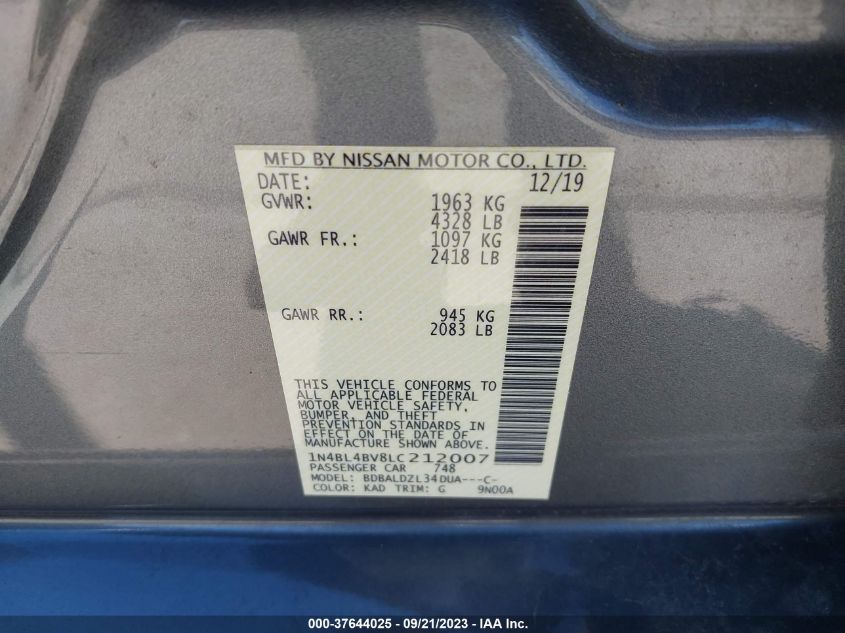 MFD BY NISSAN MOTOR CO., LTD.
DATE: 12/19
GVWR: 1963 KG
4328 LB
GAWR FR.: 1097 KG
2418 LB
GAWR RR.: 945 KG
2083 LB
THIS VEHICLE CONFORMS TO
ALL APPLICABLE FEDERAL
MOTOR VEHICLE SAFETY,
BUMPER, AND THEFT
PREVENTION STANDARDS IN
EFFECT ON THE DATE OF
MANUFACTURE SHOWN ABOVE.
1N4BL4BV8LC212007
PASSENGER CAR 748
MODEL: BDBALDZL34DUA---C-
COLOR: KAD TRIM: G 9N00A
000-37644025 - 09/21/2023 - IAA Inc.